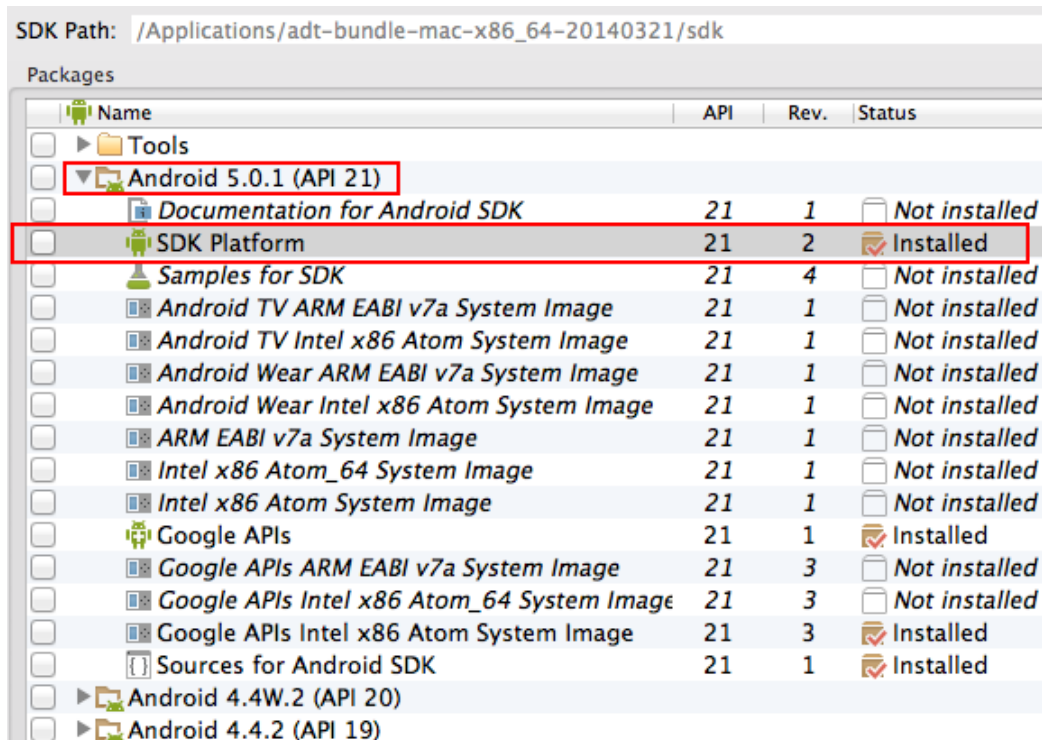 SDK Path: /Applications/adt-bundle-mac-x86_64-20140321/sdk
Packages
Name API Rev. Status
Tools
Android 5.0.1 (API 21)
Documentation for Android SDK 21 1 Not installed
SDK Platform 21 2 Installed
Samples for SDK 21 4 Not installed
Android TV ARM EABI v7a System Image 21 1 Not installed
Android TV Intel x86 Atom System Image 21 1 Not installed
Android Wear ARM EABI v7a System Image 21 1 Not installed
Android Wear Intel x86 Atom System Image 21 1 Not installed
ARM EABI v7a System Image 21 1 Not installed
Intel x86 Atom_64 System Image 21 1 Not installed
Intel x86 Atom System Image 21 1 Not installed
Google APIs 21 1 Installed
Google APIs ARM EABI v7a System Image 21 3 Not installed
Google APIs Intel x86 Atom_64 System Image 21 3 Not installed
Google APIs Intel x86 Atom System Image 21 3 Installed
Sources for Android SDK 21 1 Installed
Android 4.4W.2 (API 20)
Android 4.4.2 (API 19)